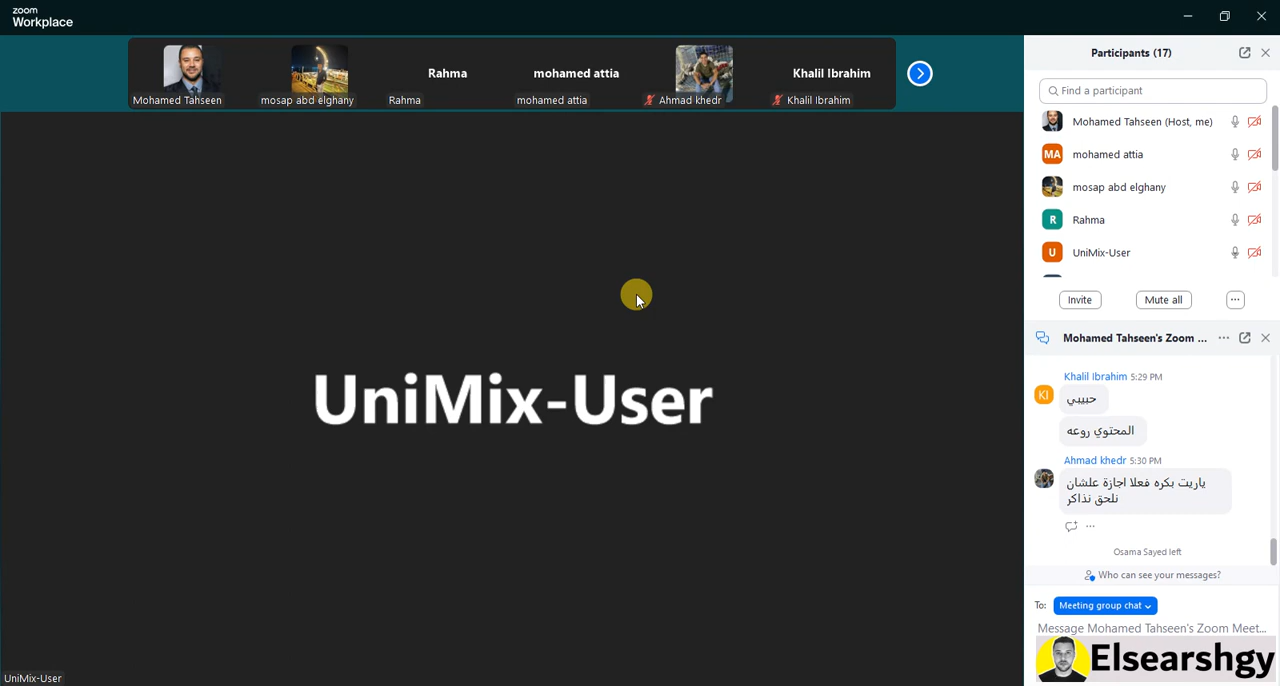 zoom
Workplace
Mohamed Tahseen
mosap abd elghany
Rahma
Rahma
mohamed attia
mohamed attia
Ahmad khedr
Khalil Ibrahim
Khalil Ibrahim
UniMix-User
UniMix-User
Participants (17)
Find a participant
Mohamed Tahseen (Host, me)
MA mohamed attia
mosap abd elghany
R Rahma
U UniMix-User
Invite
Mute all
Mohamed Tahseen's Zoom ...
Khalil Ibrahim 5:29 PM
KI
حبيبي
المحتوي روعه
Ahmad khedr 5:30 PM
ياريت بكره فعلا اجازة علشان
نلحق نذاكر
Osama Sayed left
Who can see your messages?
To: Meeting group chat
Message Mohamed Tahseen's Zoom Meet...
Elsearshgy